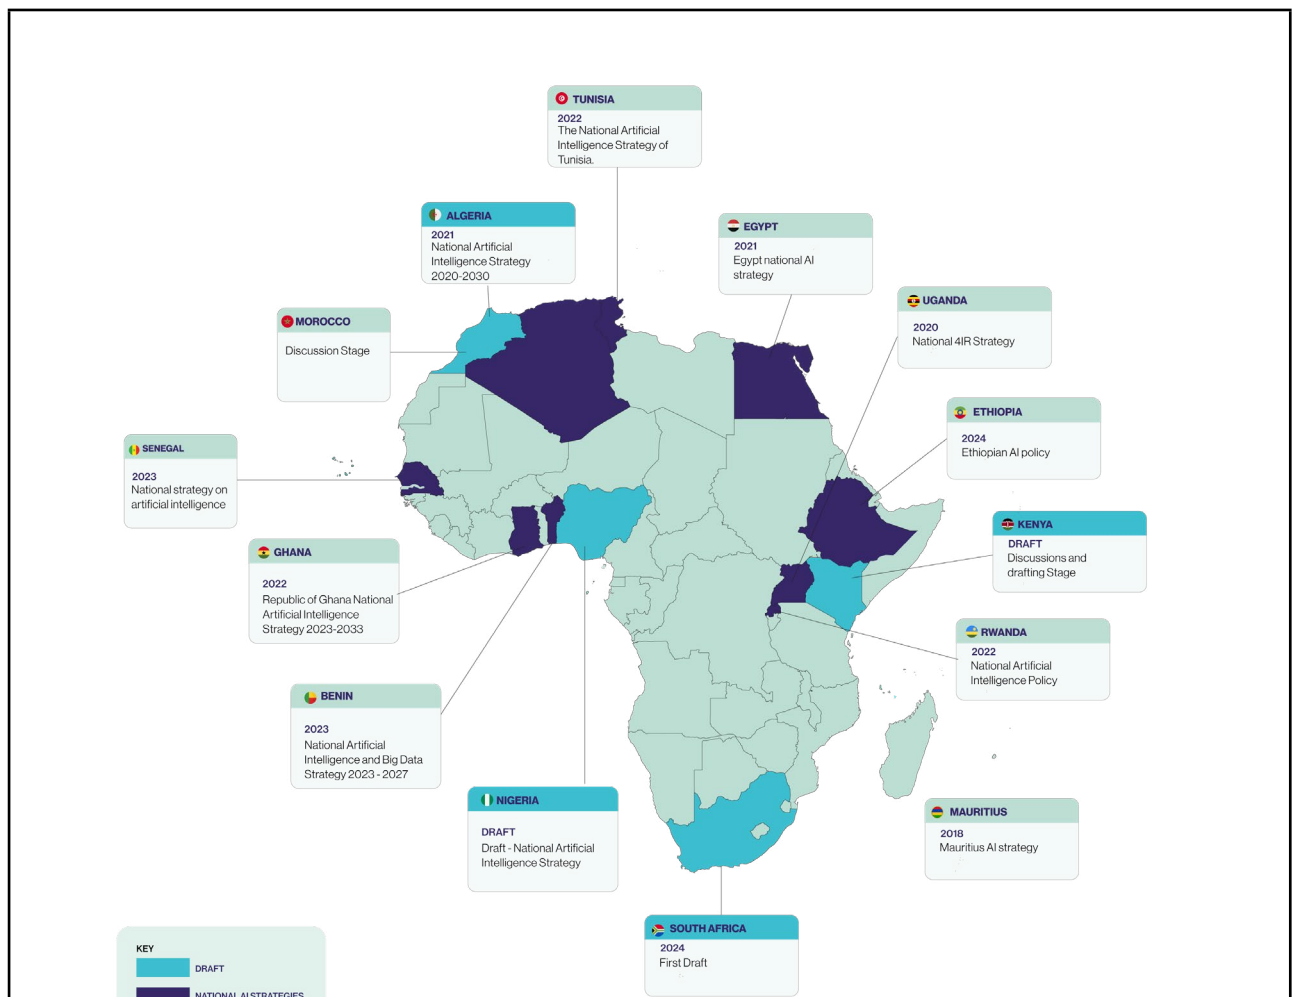 TUNISIA
2022
The National Artificial
Intelligence Strategy of
Tunisia.
ALGERIA
2021
National Artificial
Intelligence Strategy
2020-2030
EGYPT
2021
Egypt national AI
strategy
UGANDA
2020
National 4IR Strategy
MOROCCO
Discussion Stage
ETHIOPIA
2024
Ethiopian AI policy
SENEGAL
2023
National strategy on
artificial intelligence
KENYA
DRAFT
Discussions and
drafting Stage
GHANA
2022
Republic of Ghana National
Artificial Intelligence
Strategy 2023-2033
RWANDA
2022
National Artificial
Intelligence Policy
BENIN
2023
National Artificial
Intelligence and Big Data
Strategy 2023 - 2027
NIGERIA
DRAFT
Draft - National Artificial
Intelligence Strategy
MAURITIUS
2018
Mauritius AI strategy
SOUTH AFRICA
2024
First Draft
KEY
DRAFT
NATIONAL AI STRATEGIES